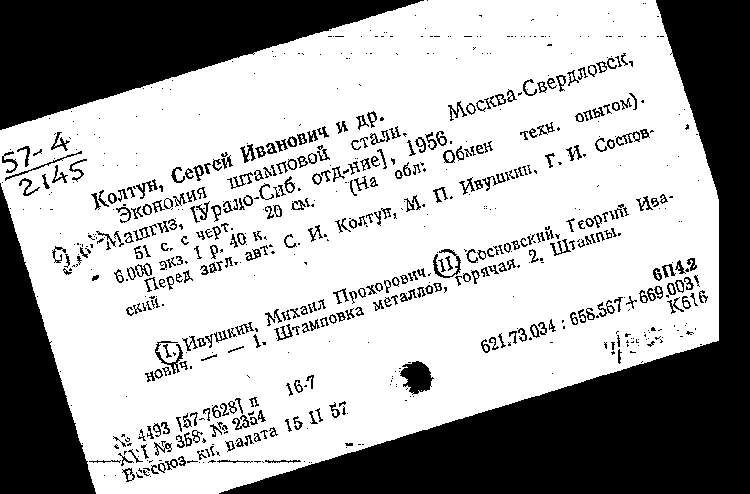 57-4
2145
Колтун, Сергей Иванович и др.
Экономия штамповой стали. Москва-Свердловск,
Машгиз, [Урало-Сиб. отд-ние], 1956.
51 с. с черт. 20 см. (На обл: Обмен техн. опытом).
6.000 экз. 1 р. 40 к.
Перед загл. авт: С. И. Колтун, М. П. Ивушкин, Г. И. Соснов-
ский.
I. Ивушкин, Михаил Прохорович. II. Сосновский, Георгий Ива-
нович. — — 1. Штамповка металлов, горячая. 2. Штампы.
6П4.2
621.73.034 : 658.567+669.003]
К616
№ 4493 [57-7628] п 16-7
XVI № 358; № 2354
Всесоюз. кн. палата 15 II 57